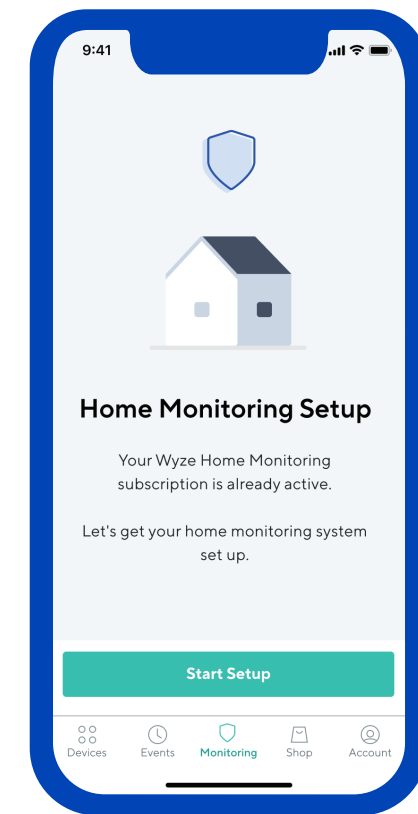 9:41
Home Monitoring Setup
Your Wyze Home Monitoring
subscription is already active.
Let's get your home monitoring system
set up.
Start Setup
Devices Events Monitoring Shop Account